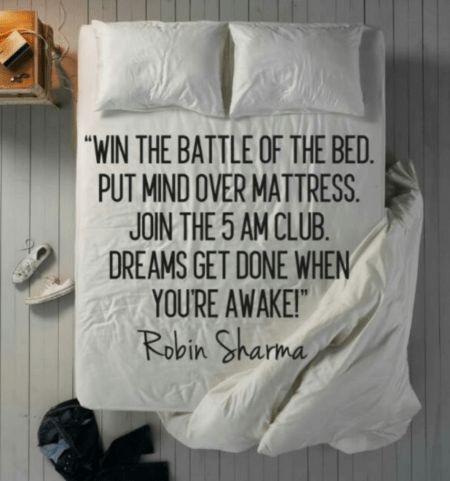 “WIN THE BATTLE OF THE BED.
PUT MIND OVER MATTRESS.
JOIN THE 5 AM CLUB.
DREAMS GET DONE WHEN
YOU'RE AWAKE!”
Robin Sharma